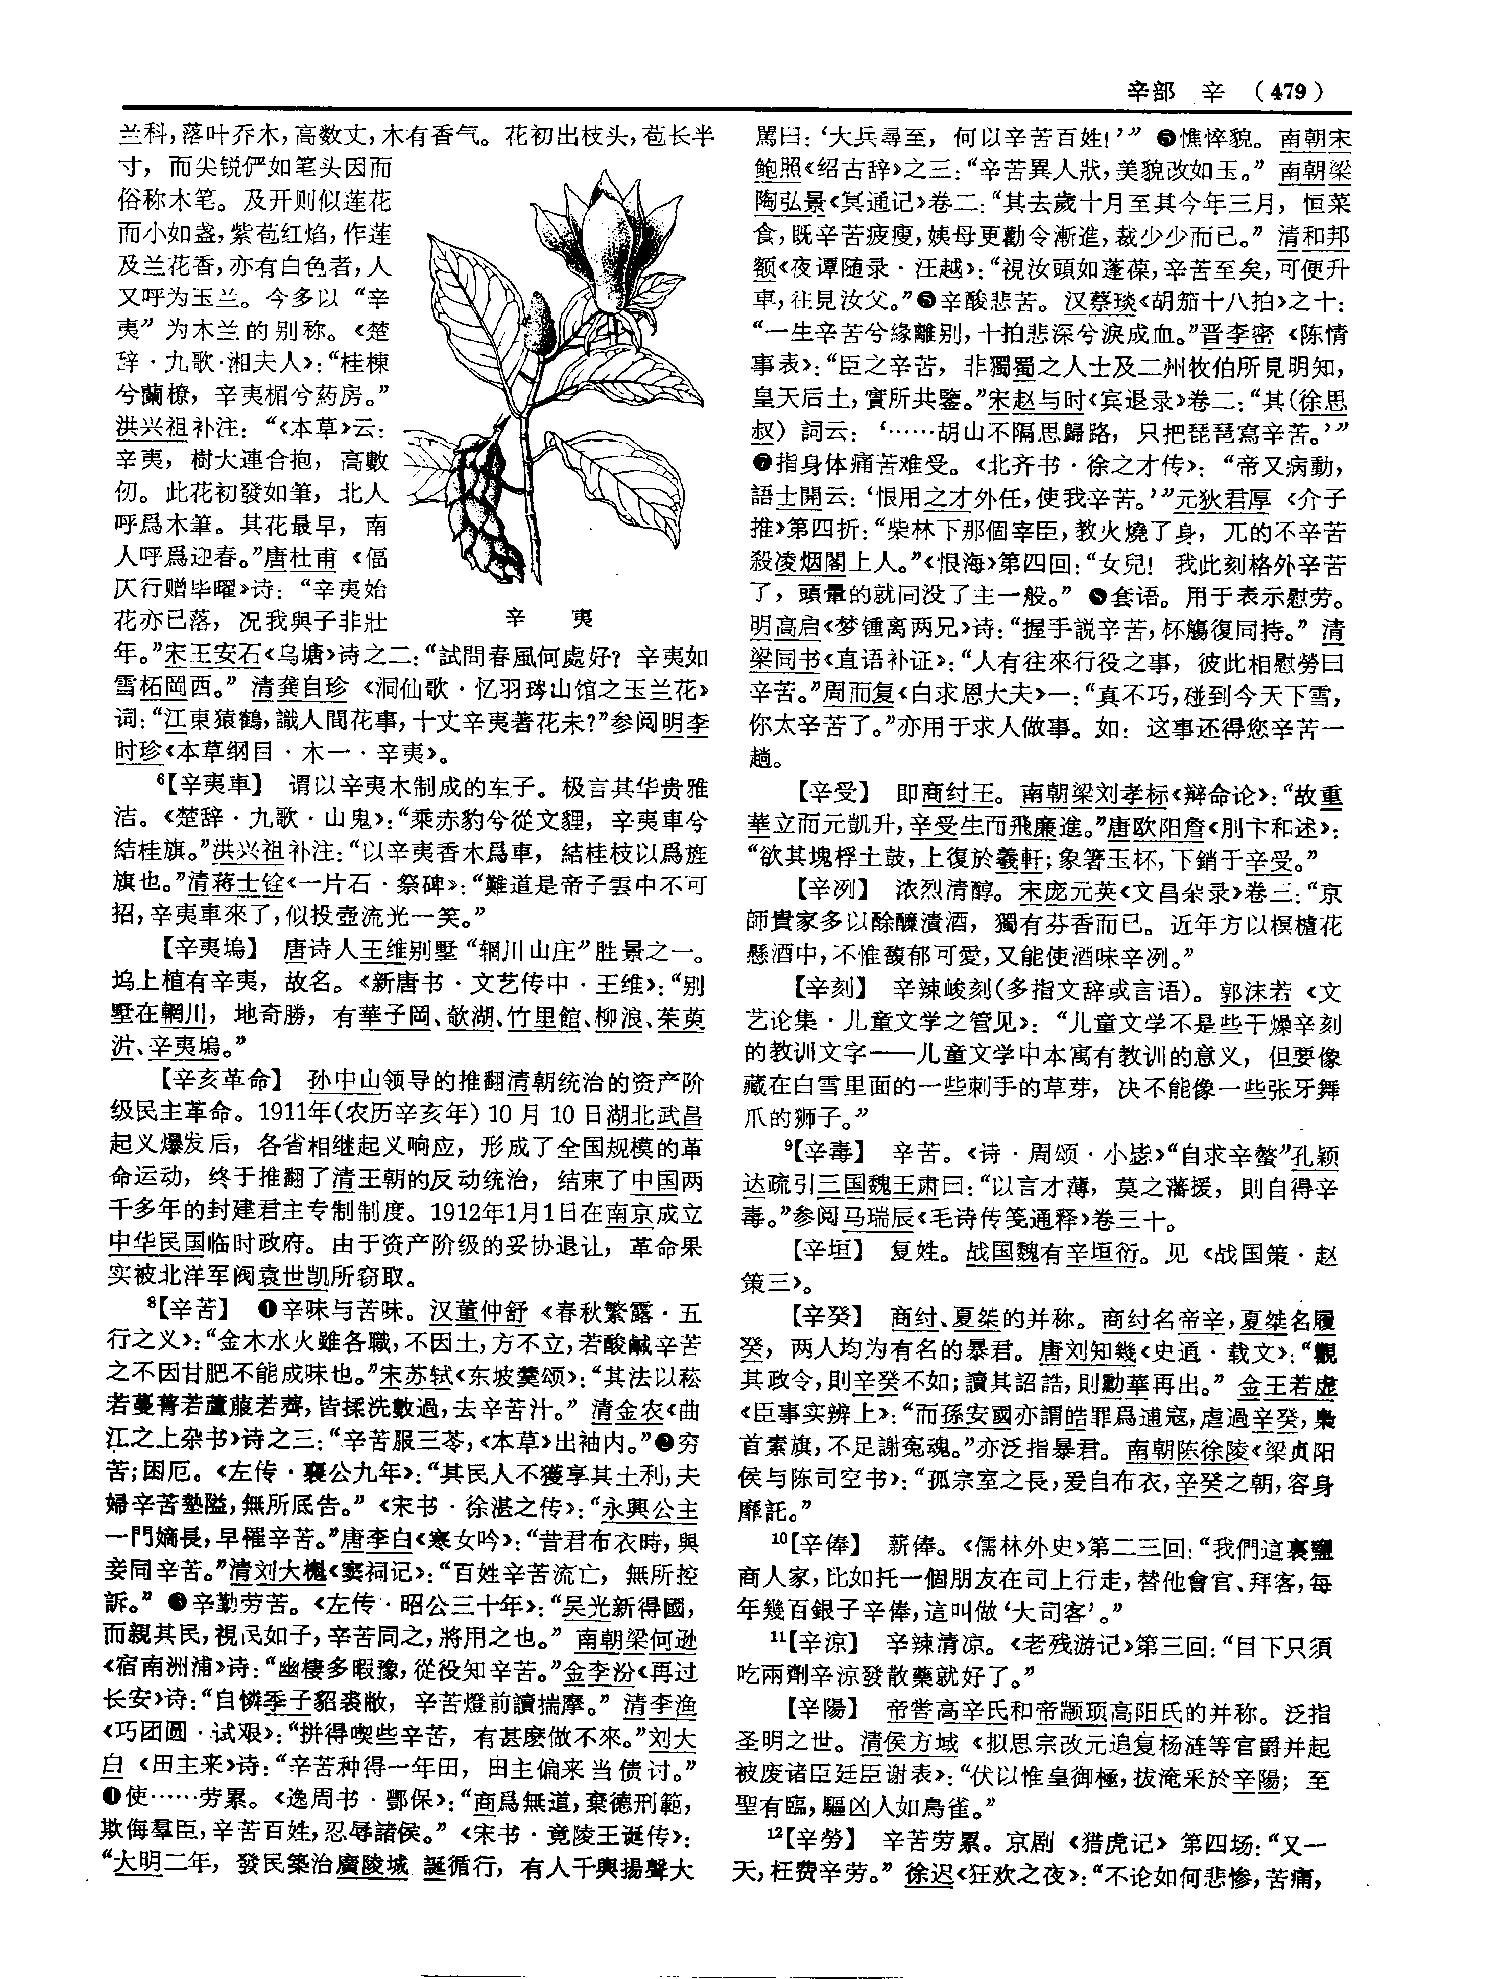 辛部 辛 （479）
兰科，落叶乔木，高数丈，木有香气。花初出枝头，苞长半
寸，而尖锐俨如笔头因而
俗称木笔。及开则似莲花
而小如盏，紫苞红焰，作莲
及兰花香，亦有白色者，人
又呼为玉兰。今多以“辛
夷”为木兰的别称。《楚
辞·九歌·湘夫人》：“桂棟
兮蘭橑，辛夷楣兮葯房。”
洪兴祖补注：“《本草》云：
辛夷，樹大連合抱，高數
仞。此花初發如筆，北人
呼爲木筆。其花最早，南
人呼爲迎春。”唐杜甫《偪
仄行赠毕曜》诗：“辛夷始
花亦已落，况我與子非壯
年。”宋王安石《乌塘》诗之二：“試問春風何處好？辛夷如
雪柘岡西。”清龚自珍《洞仙歌·忆羽琌山馆之玉兰花》
词：“江東猿鶴，識人間花事，十丈辛夷著花未？”参阅明李
时珍《本草纲目·木一·辛夷》。
6【辛夷車】 谓以辛夷木制成的车子。极言其华贵雅
洁。《楚辞·九歌·山鬼》：“乘赤豹兮從文貍，辛夷車兮
結桂旗。”洪兴祖补注：“以辛夷香木爲車，結桂枝以爲旌
旗也。”清蒋士铨《一片石·祭碑》：“難道是帝子雲中不可
招，辛夷車來了，似投壺流光一笑。”
【辛夷塢】 唐诗人王维别墅“辋川山庄”胜景之一。
坞上植有辛夷，故名。《新唐书·文艺传中·王维》：“别
墅在輞川，地奇勝，有華子岡、欹湖、竹里館、柳浪、茱萸
沜、辛夷塢。”
【辛亥革命】 孙中山领导的推翻清朝统治的资产阶
级民主革命。1911年（农历辛亥年）10月10日湖北武昌
起义爆发后，各省相继起义响应，形成了全国规模的革
命运动，终于推翻了清王朝的反动统治，结束了中国两
千多年的封建君主专制制度。1912年1月1日在南京成立
中华民国临时政府。由于资产阶级的妥协退让，革命果
实被北洋军阀袁世凯所窃取。
8【辛苦】 ❶辛味与苦味。汉董仲舒《春秋繁露·五
行之义》：“金木水火雖各職，不因土，方不立，若酸鹹辛苦
之不因甘肥不能成味也。”宋苏轼《东坡羹颂》：“其法以菘
若蔓菁若蘆菔若薺，皆揉洗數過，去辛苦汁。”清金农《曲
江之上杂书》诗之三：“辛苦服三苓，《本草》出袖内。”❷穷
苦；困厄。《左传·襄公九年》：“其民人不獲享其土利，夫
婦辛苦墊隘，無所厎告。”《宋书·徐湛之传》：“永興公主
一門嫡長，早罹辛苦。”唐李白《寒女吟》：“昔君布衣時，與
妾同辛苦。”清刘大櫆《窦祠记》：“百姓辛苦流亡，無所控
訴。”❸辛勤劳苦。《左传·昭公三十年》：“吴光新得國，
而親其民，視民如子，辛苦同之，將用之也。”南朝梁何逊
《宿南洲浦》诗：“幽棲多暇豫，從役知辛苦。”金李汾《再过
长安》诗：“自憐季子貂裘敝，辛苦燈前讀揣摩。”清李渔
《巧团圆·试艰》：“拼得喫些辛苦，有甚麽做不來。”刘大
白《田主来》诗：“辛苦种得一年田，田主偏来当债讨。”
❹使……劳累。《逸周书·酆保》：“商爲無道，棄德刑範，
欺侮羣臣，辛苦百姓，忍辱諸侯。”《宋书·竟陵王诞传》：
“大明二年，發民築治廣陵城，誕循行，有人干輿揚聲大
駡曰：‘大兵尋至，何以辛苦百姓！’”❺憔悴貌。南朝宋
鲍照《绍古辞》之三：“辛苦異人狀，美貌改如玉。”南朝梁
陶弘景《冥通记》卷二：“其去歲十月至其今年三月，恒菜
食，既辛苦疲瘦，姨母更勸令漸進，裁少少而已。”清和邦
额《夜谭随录·汪越》：“視汝頭如蓬葆，辛苦至矣，可便升
車，往見汝父。”❻辛酸悲苦。汉蔡琰《胡笳十八拍》之十：
“一生辛苦兮緣離别，十拍悲深兮淚成血。”晋李密《陈情
事表》：“臣之辛苦，非獨蜀之人士及二州牧伯所見明知，
皇天后土，實所共鑒。”宋赵与时《宾退录》卷二：“其（徐思
叔）詞云：‘……胡山不隔思歸路，只把琵琶寫辛苦。’”
❼指身体痛苦难受。《北齐书·徐之才传》：“帝又病動，
語士開云：‘恨用之才外任，使我辛苦。’”元狄君厚《介子
推》第四折：“柴林下那個宰臣，教火燒了身，兀的不辛苦
殺凌烟閣上人。”《恨海》第四回：“女兒！我此刻格外辛苦
了，頭暈的就同没了主一般。”❽套语。用于表示慰劳。
明高启《梦锺离两兄》诗：“握手説辛苦，杯觴復同持。”清
梁同书《直语补证》：“人有往來行役之事，彼此相慰勞曰
辛苦。”周而复《白求恩大夫》一：“真不巧，碰到今天下雪，
你太辛苦了。”亦用于求人做事。如：这事还得您辛苦一
趟。
【辛受】 即商纣王。南朝梁刘孝标《辩命论》：“故重
華立而元凱升，辛受生而飛廉進。”唐欧阳詹《刖卞和述》：
“欲其塊桴土鼓，上復於羲軒；象箸玉杯，下銷于辛受。”
【辛冽】 浓烈清醇。宋庞元英《文昌杂录》卷三：“京
師貴家多以酴醾漬酒，獨有芬香而已。近年方以榠樝花
懸酒中，不惟馥郁可愛，又能使酒味辛冽。”
【辛刻】 辛辣峻刻（多指文辞或言语）。郭沫若《文
艺论集·儿童文学之管见》：“儿童文学不是些干燥辛刻
的教训文字——儿童文学中本寓有教训的意义，但要像
藏在白雪里面的一些刺手的草芽，决不能像一些张牙舞
爪的狮子。”
9【辛毒】 辛苦。《诗·周颂·小毖》“自求辛螫”孔颖
达疏引三国魏王肃曰：“以言才薄，莫之藩援，則自得辛
毒。”参阅马瑞辰《毛诗传笺通释》卷三十。
【辛垣】 复姓。战国魏有辛垣衍。见《战国策·赵
策三》。
【辛癸】 商纣、夏桀的并称。商纣名帝辛，夏桀名履
癸，两人均为有名的暴君。唐刘知幾《史通·载文》：“觀
其政令，則辛癸不如；讀其詔誥，則勳華再出。”金王若虚
《臣事实辨上》：“而孫安國亦謂皓罪爲逋寇，虐過辛癸，梟
首素旗，不足謝冤魂。”亦泛指暴君。南朝陈徐陵《梁贞阳
侯与陈司空书》：“孤宗室之長，爰自布衣，辛癸之朝，容身
靡託。”
10【辛俸】 薪俸。《儒林外史》第二三回：“我們這裏鹽
商人家，比如托一個朋友在司上行走，替他會官、拜客，每
年幾百銀子辛俸，這叫做‘大司客’。”
11【辛涼】 辛辣清凉。《老残游记》第三回：“目下只須
吃兩劑辛涼發散藥就好了。”
【辛陽】 帝喾高辛氏和帝颛顼高阳氏的并称。泛指
圣明之世。清侯方域《拟思宗改元追复杨涟等官爵并起
被废诸臣廷臣谢表》：“伏以惟皇御極，拔淹釆於辛陽；至
聖有臨，驅凶人如鳥雀。”
12【辛勞】 辛苦劳累。京剧《猎虎记》第四场：“又一
天，枉费辛劳。”徐迟《狂欢之夜》：“不论如何悲惨，苦痛，
辛 夷